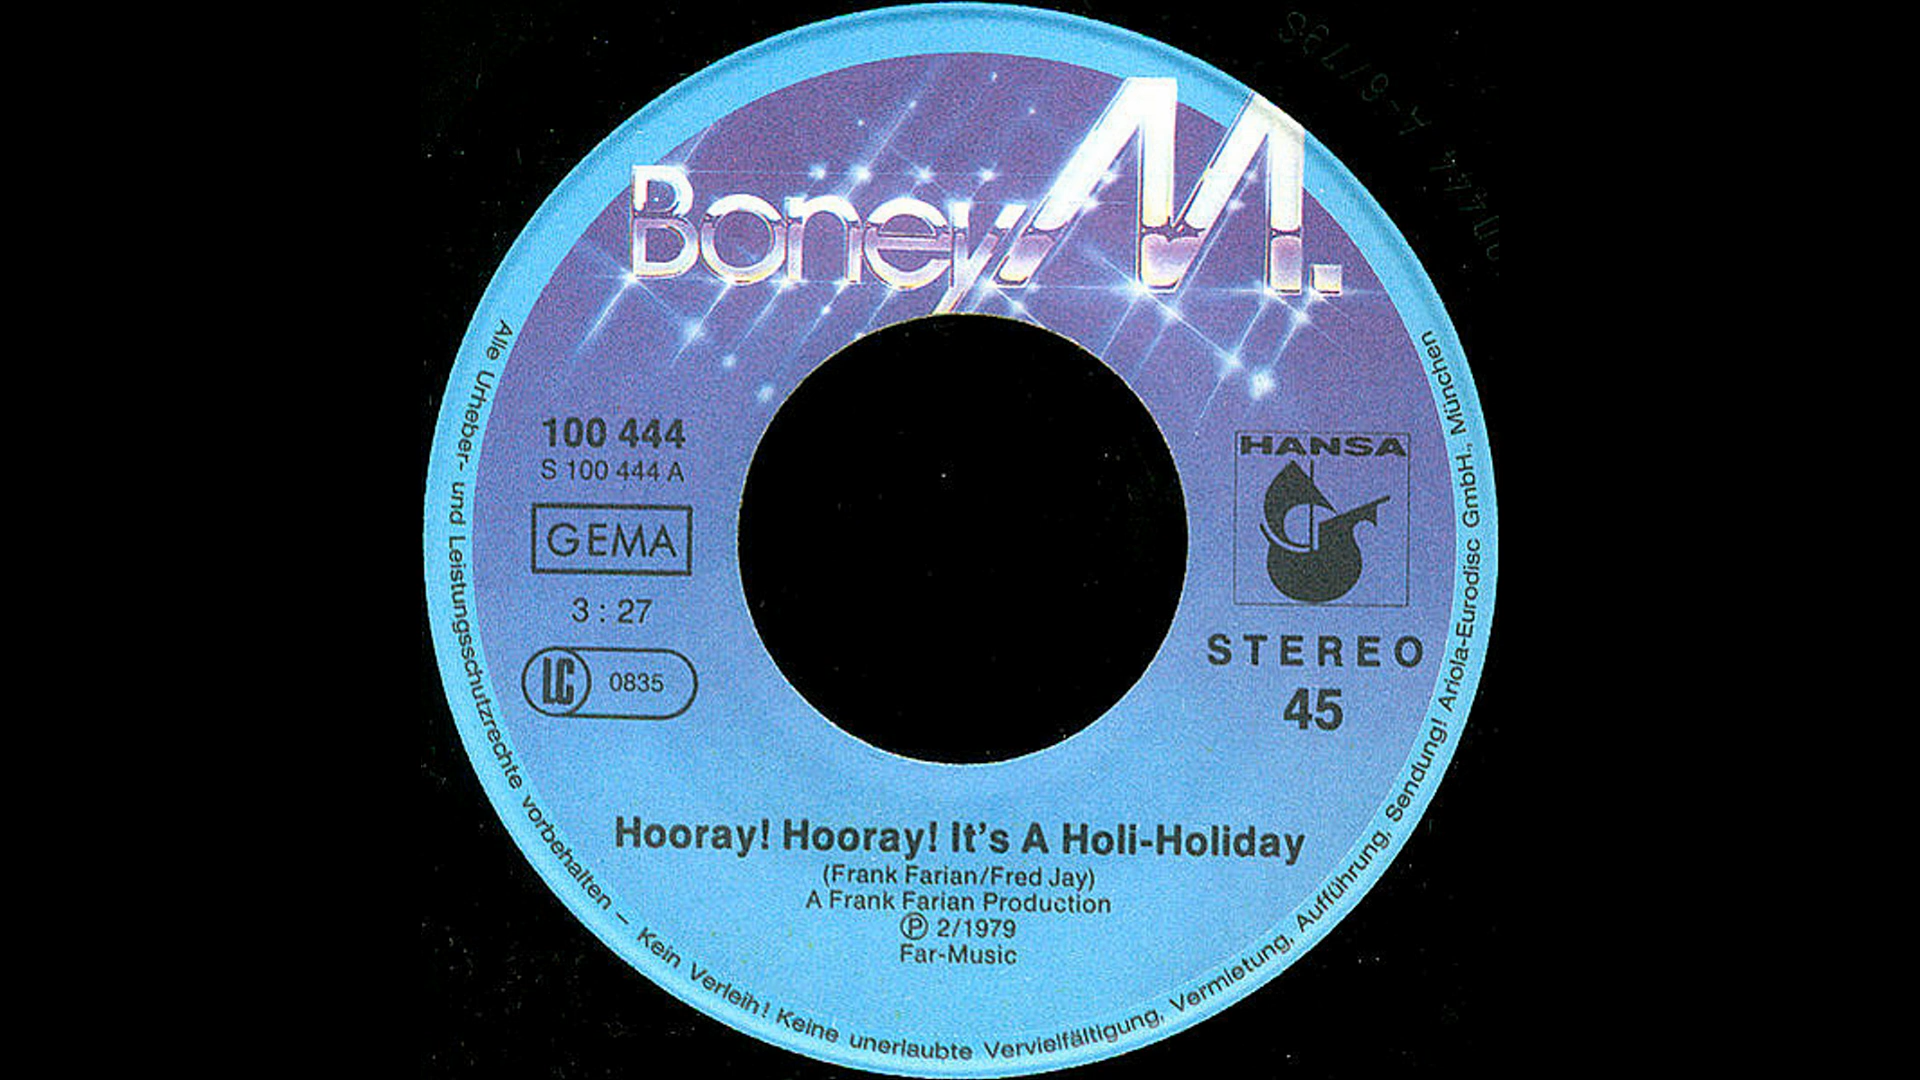 Boney M.
100 444
S 100 444 A
GEMA
3 : 27
LC 0835
HANSA
STEREO
45
Hooray! Hooray! It's A Holi-Holiday
(Frank Farian/Fred Jay)
A Frank Farian Production
Ⓟ 2/1979
Far-Music
Alle Urheber- und Leistungsschutzrechte vorbehalten – Kein Verleih! Keine unerlaubte Vervielfältigung, Vermietung, Aufführung, Sendung! Ariola-Eurodisc GmbH., München